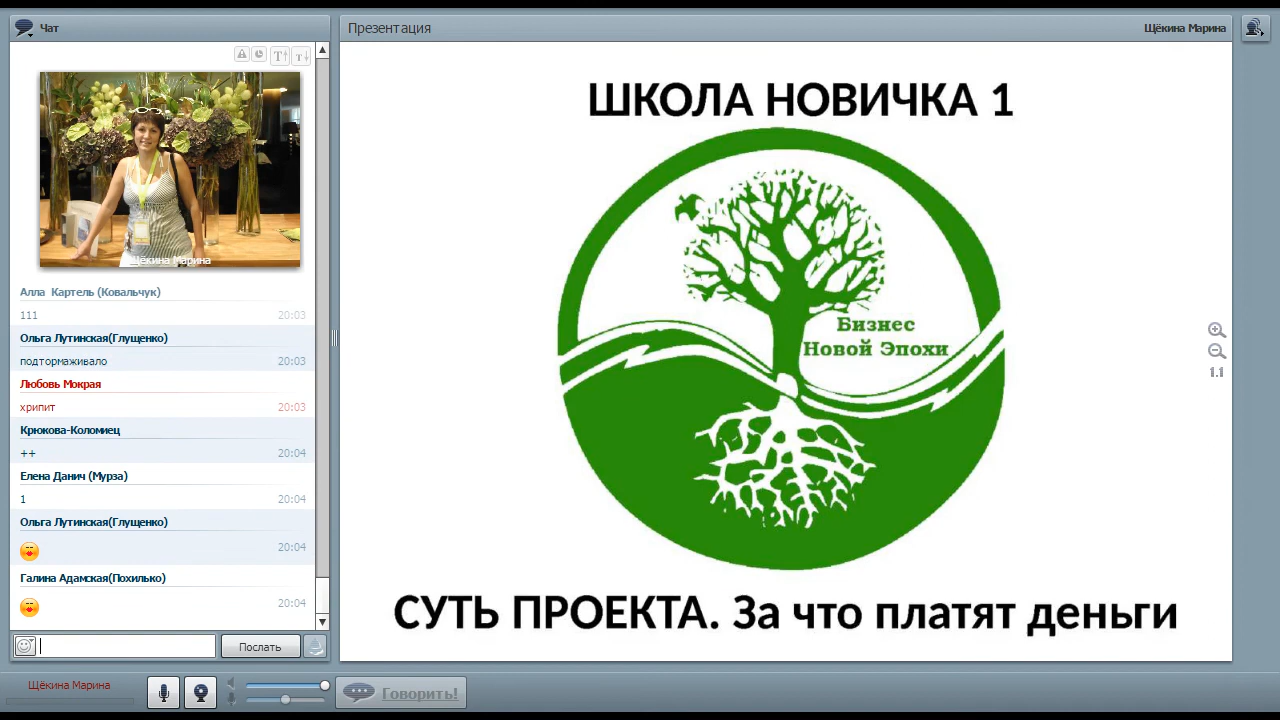 Чат
Щёкина Марина
Алла Картель (Ковальчук)
111
20:03
Ольга Лутинская(Глущенко)
подтормаживало
20:03
Любовь Мокрая
хрипит
20:03
Крюкова-Коломиец
++
20:04
Елена Данич (Мурза)
1
20:04
Ольга Лутинская(Глущенко)
20:04
Галина Адамская(Похилько)
20:04
Послать
Презентация
Щёкина Марина
ШКОЛА НОВИЧКА 1
Бизнес
Новой Эпохи
СУТЬ ПРОЕКТА. За что платят деньги
1.1
Щёкина Марина
Говорить!